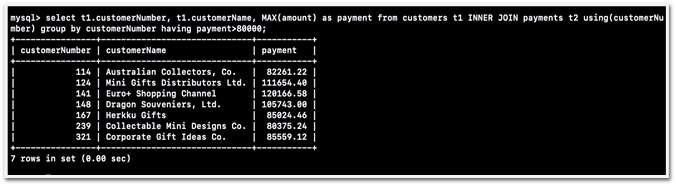 mysql> select t1.customerNumber, t1.customerName, MAX(amount) as payment from customers t1 INNER JOIN payments t2 using(customerNu
mber) group by customerNumber having payment>80000;
+----------------+------------------------------+-----------+
| customerNumber | customerName                 | payment   |
+----------------+------------------------------+-----------+
|            114 | Australian Collectors, Co.   |  82261.22 |
|            124 | Mini Gifts Distributors Ltd. | 111654.40 |
|            141 | Euro+ Shopping Channel       | 120166.58 |
|            148 | Dragon Souveniers, Ltd.      | 105743.00 |
|            167 | Herkku Gifts                 |  85024.46 |
|            239 | Collectable Mini Designs Co. |  80375.24 |
|            321 | Corporate Gift Ideas Co.     |  85559.12 |
+----------------+------------------------------+-----------+
7 rows in set (0.00 sec)